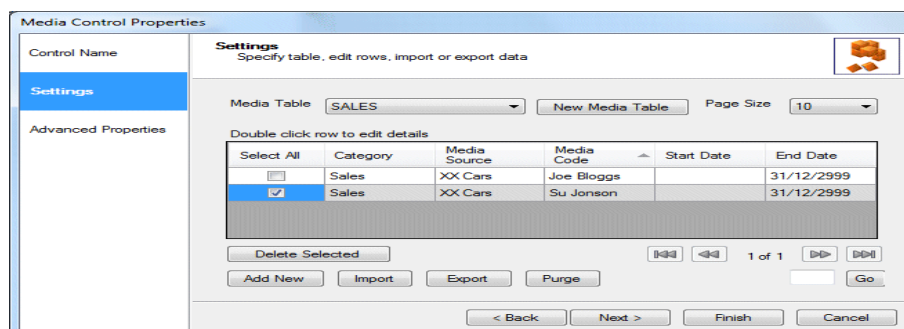 Media Control Properties
Control Name
Settings
Advanced Properties
Settings
Specify table, edit rows, import or export data
Media Table SALES New Media Table Page Size 10
Double click row to edit details
Select All Category Media Source Media Code Start Date End Date
Sales XX Cars Joe Bloggs 31/12/2999
Sales XX Cars Su Jonson 31/12/2999
Delete Selected 1 of 1
Add New Import Export Purge Go
< Back Next > Finish Cancel